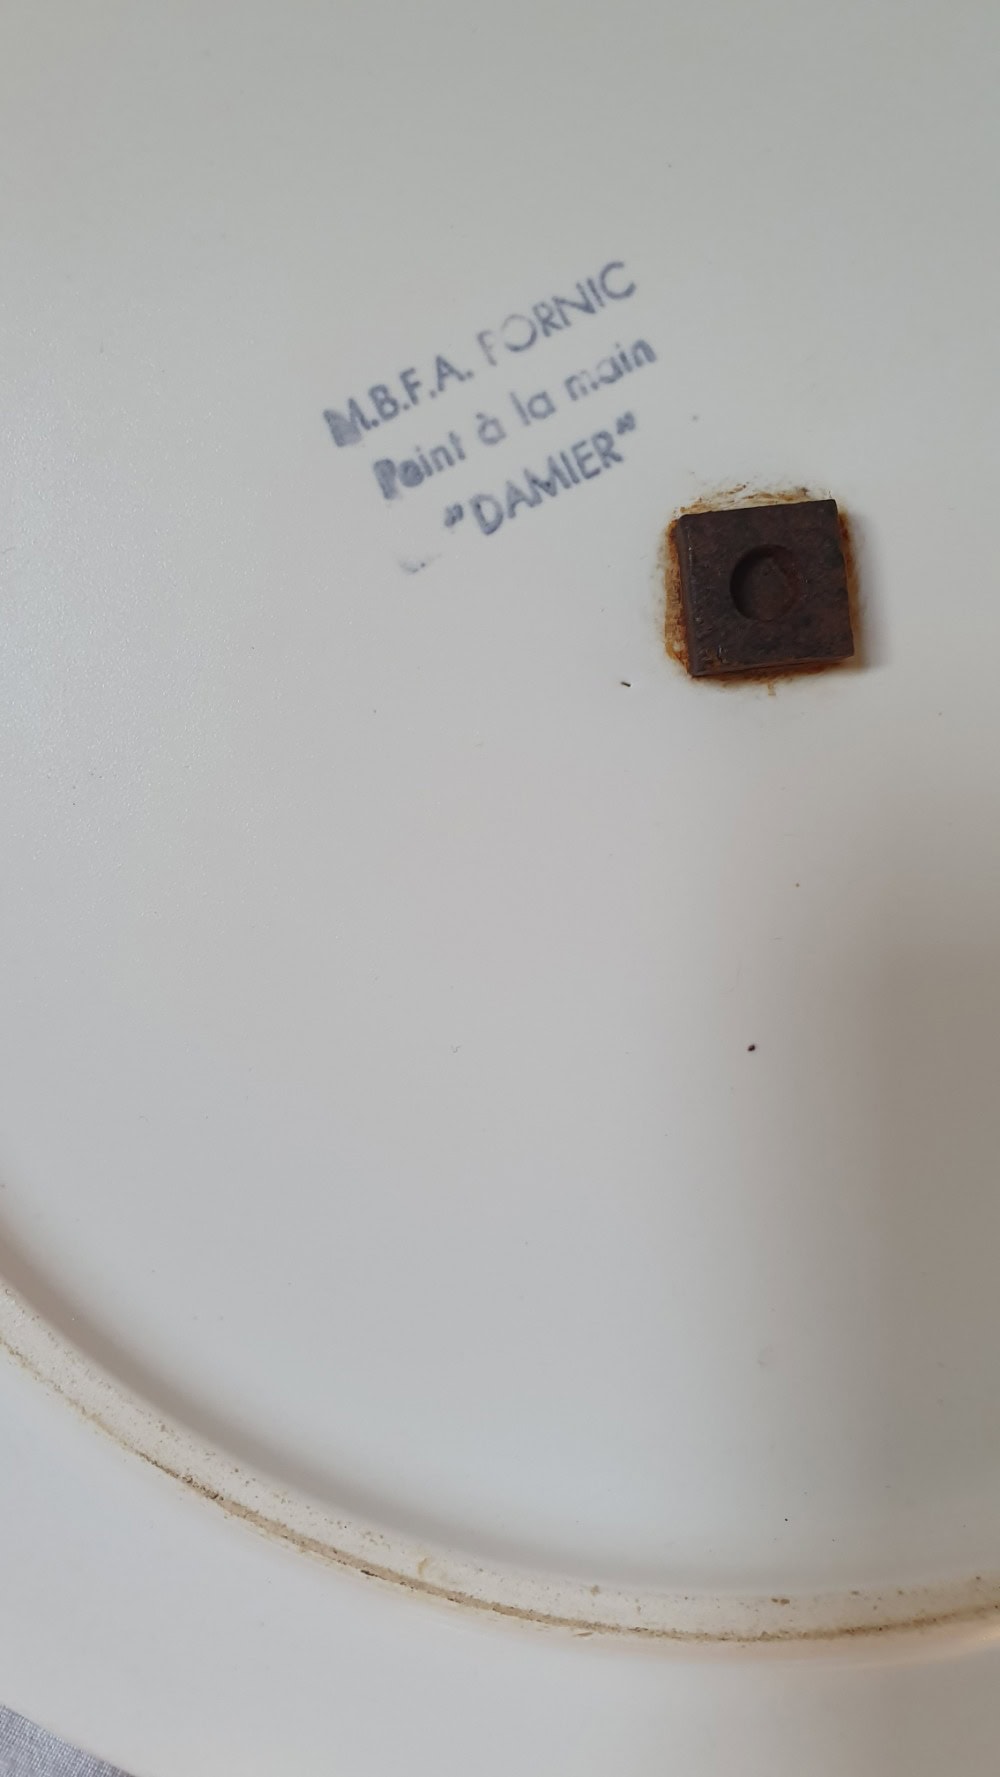 M.B.F.A. FORNIC
Peint à la main
"DAMIER"